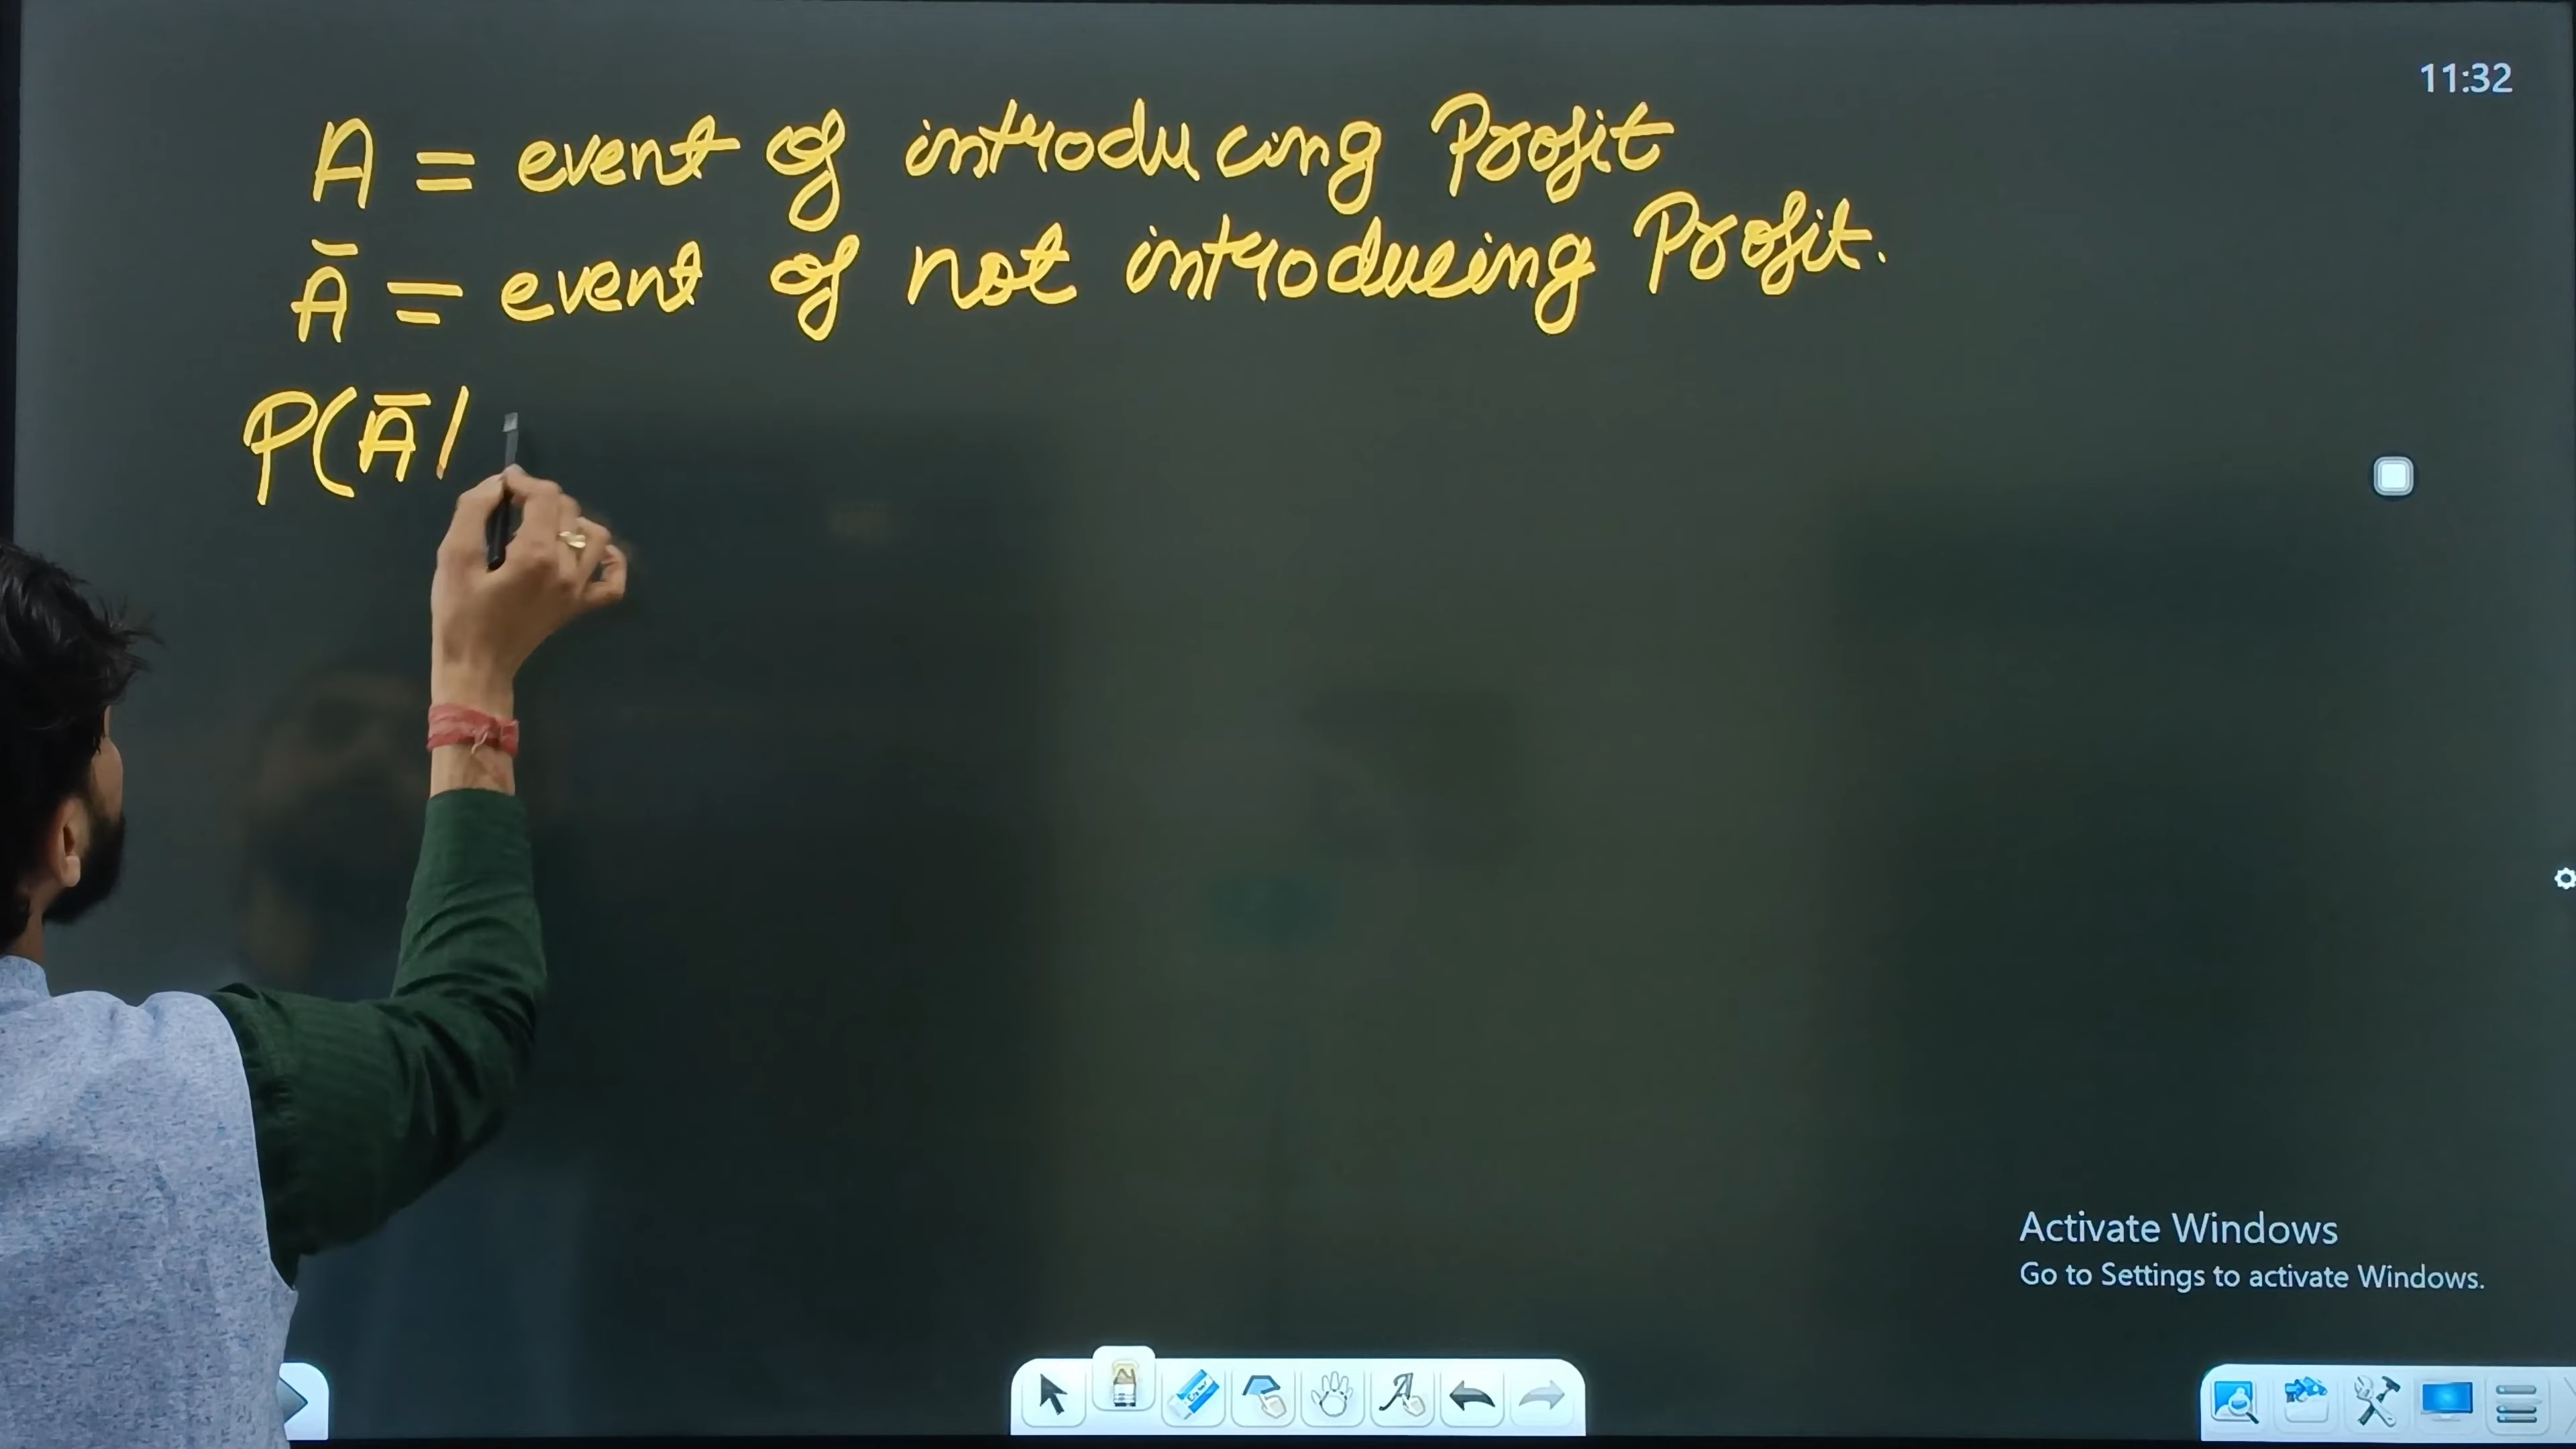 11:32
A = event of introducing Profit
Ā = event of not introducing Profit.
P(Ā/
Activate Windows
Go to Settings to activate Windows.